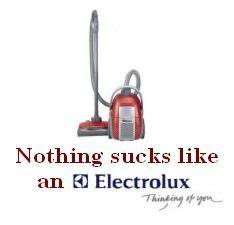 Nothing sucks like
an Electrolux
Thinking of you